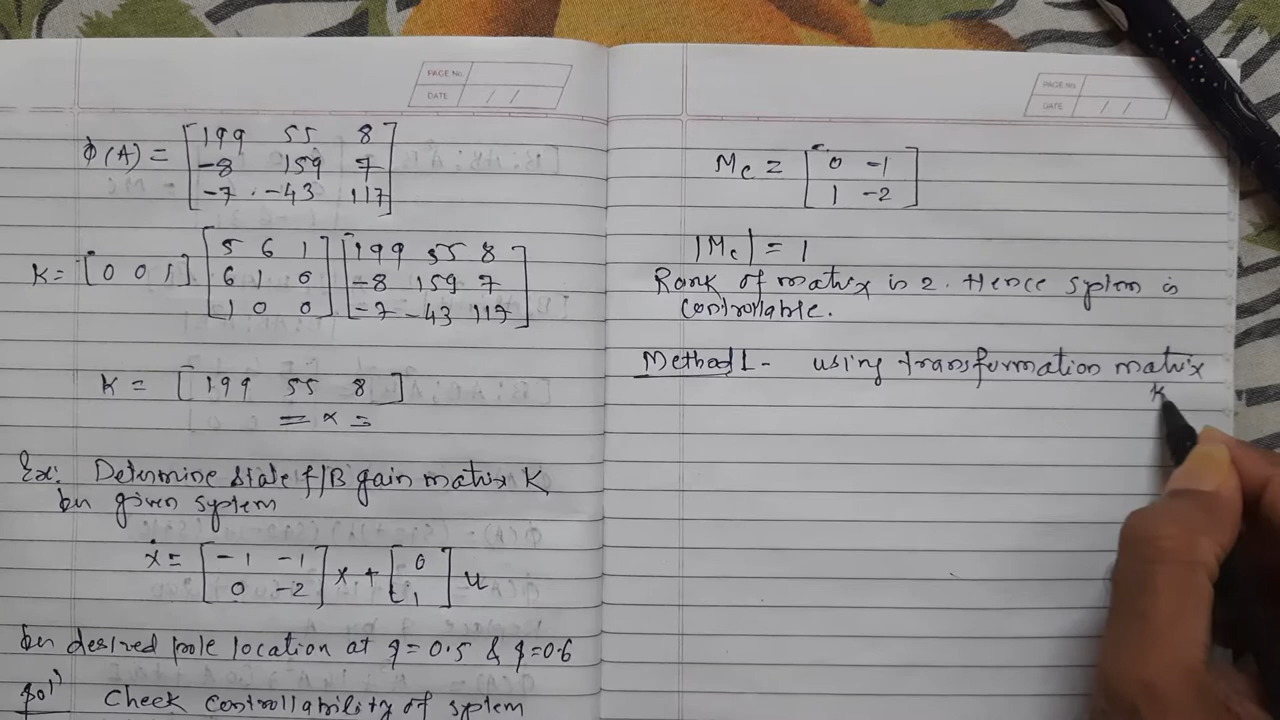 PAGE No.
DATE / /
Φ(A) = [199 55 8
-8 159 7
-7 -43 117]
K = [0 0 1] [5 6 1
6 1 0
1 0 0] [199 55 8
-8 159 7
-7 -43 117]
K = [199 55 8]
= x =
Ex: Determine state f/B gain matrix K
for given system
ẋ = [-1 -1
0 -2] x + [0
1] u
for desired pole location at q = 0.5 & q = 0.6
Solⁿ Check controllability of system
PAGE No.
DATE / /
Mc = [0 -1
1 -2]
|Mc| = 1
Rank of matrix is 2. Hence system is
controllable.
Method 1 - using transformation matrix